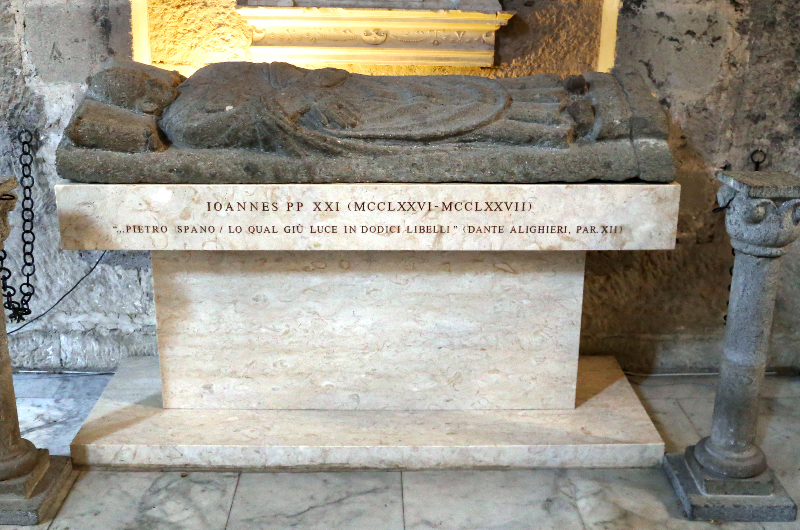 IOANNES PP XXI (MCCLXXVI-MCCLXXVII)
"...PIETRO SPANO / LO QUAL GIÙ LUCE IN DODICI LIBELLI" (DANTE ALIGHIERI, PAR. XII)